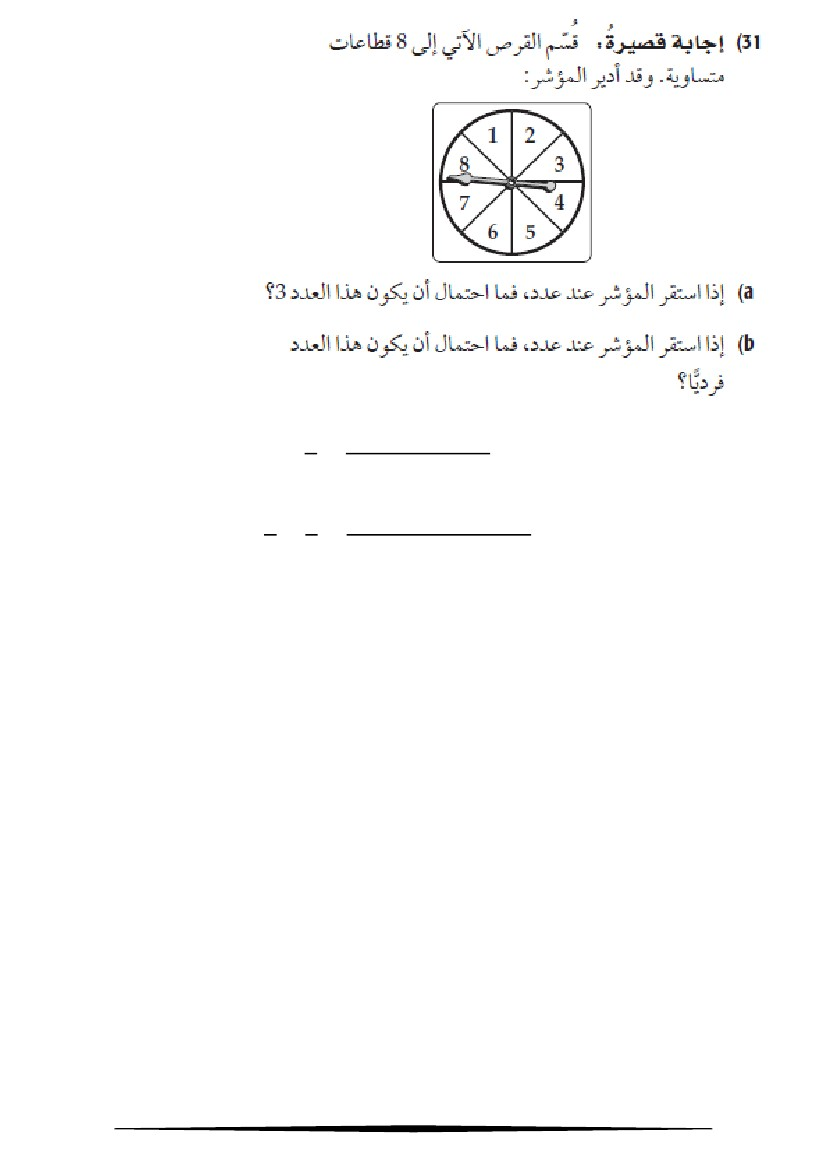 31) إجابة قصيرةُ، قُسّم القرص الآتي إلى 8 قطاعات
متساوية. وقد أدير المؤشر:
1 2
8 3
7 4
6 5
a) إذا استقر المؤشر عند عدد، فما احتمال أن يكون هذا العدد 3؟
b) إذا استقر المؤشر عند عدد، فما احتمال أن يكون هذا العدد
فرديًّا؟